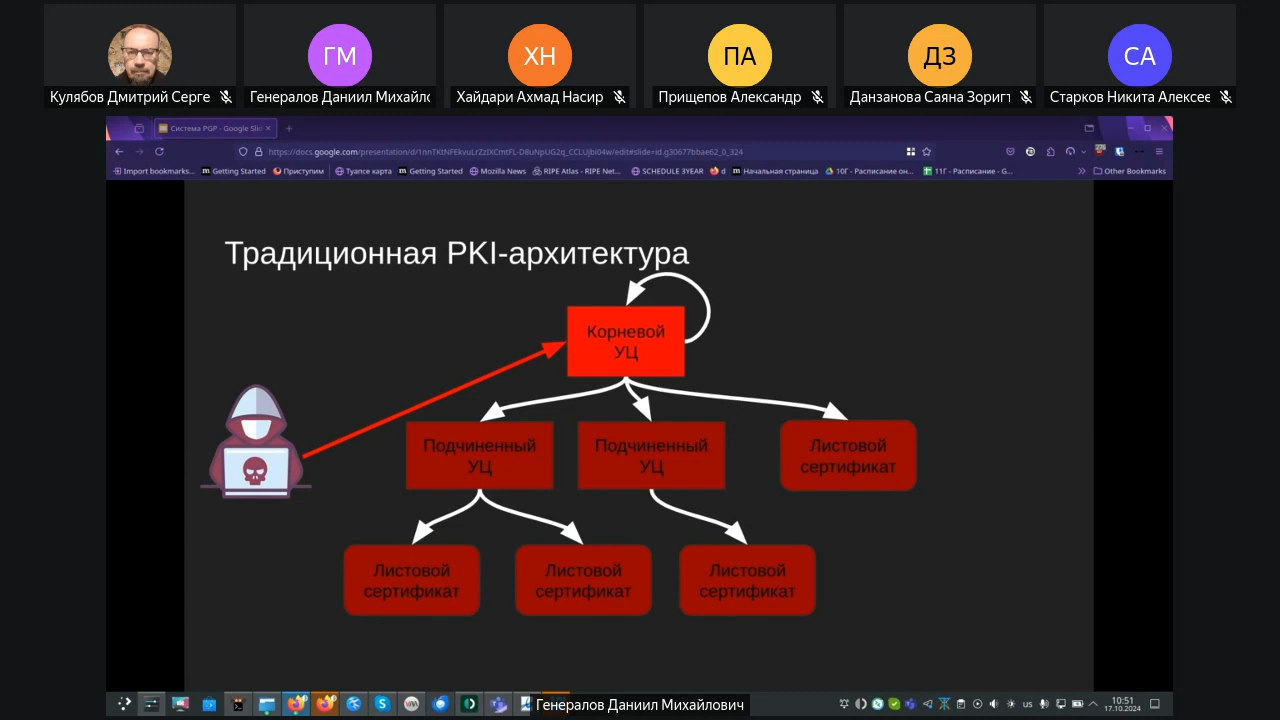 ГМ
ХН
ПА
ДЗ
СА
Кулябов Дмитрий Серге
Генералов Даниил Михайло
Хайдари Ахмад Насир
Прищепов Александр
Данзанова Саяна Зоригт
Старков Никита Алексее
Система PGP - Google Sli
Import bookmarks...
Getting Started
Приступим
Туапсе карта
Getting Started
Mozilla News
RIPE Atlas - RIPE Net...
SCHEDULE 3YEAR
d
Начальная страница
10Г - Расписание он...
11Г - Расписание - G...
Other Bookmarks
Традиционная PKI-архитектура
Корневой
УЦ
Подчиненный
УЦ
Подчиненный
УЦ
Листовой
сертификат
Листовой
сертификат
Листовой
сертификат
Листовой
сертификат
Генералов Даниил Михайлович
us
10:51
17.10.2024